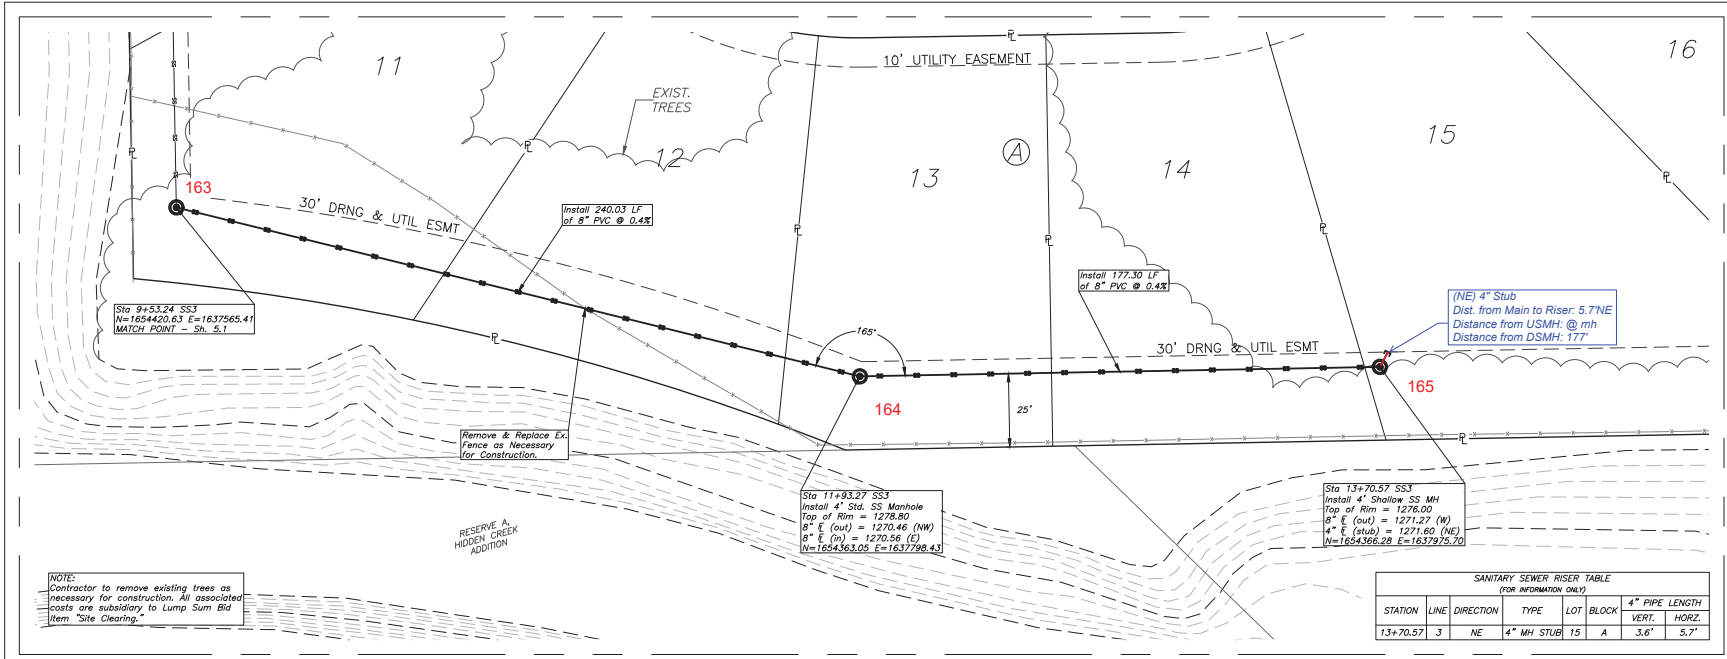 11
10' UTILITY EASEMENT
16
EXIST.
TREES
12
13
A
14
15
163
30' DRNG & UTIL ESMT
Install 240.03 LF
of 8" PVC @ 0.4%
Sta 9+53.24 SS3
N=1654420.63 E=1637565.41
MATCH POINT - Sh. 5.1
165°
Install 177.30 LF
of 8" PVC @ 0.4%
30' DRNG & UTIL ESMT
(NE) 4" Stub
Dist. from Main to Riser: 5.7'NE
Distance from USMH: @ mh
Distance from DSMH: 177'
164
25'
165
Remove & Replace Ex.
Fence as Necessary
for Construction.
Sta 11+93.27 SS3
Install 4' Std. SS Manhole
Top of Rim = 1278.80
8" ℄ (out) = 1270.46 (NW)
8" ℄ (in) = 1270.56 (E)
N=1654363.05 E=1637798.43
Sta 13+70.57 SS3
Install 4' Shallow SS MH
Top of Rim = 1276.00
8" ℄ (out) = 1271.27 (W)
4" ℄ (stub) = 1271.60 (NE)
N=1654366.28 E=1637975.70
RESERVE A,
HIDDEN CREEK
ADDITION
NOTE:
Contractor to remove existing trees as
necessary for construction. All associated
costs are subsidiary to Lump Sum Bid
Item "Site Clearing."
SANITARY SEWER RISER TABLE
(FOR INFORMATION ONLY)
STATION LINE DIRECTION TYPE LOT BLOCK 4" PIPE LENGTH
VERT. HORZ.
13+70.57 3 NE 4" MH STUB 15 A 3.6' 5.7'